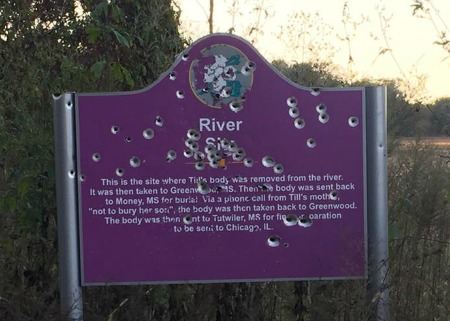 River
Site
This is the site where Till's body was removed from the river.
It was then taken to Greenwood, MS. The body was sent back
to Money, MS for burial. Via a phone call from Till's mother,
"not to bury her son", the body was then taken back to Greenwood.
The body was then sent to Tutwiler, MS for final preparation
to be sent to Chicago, IL.